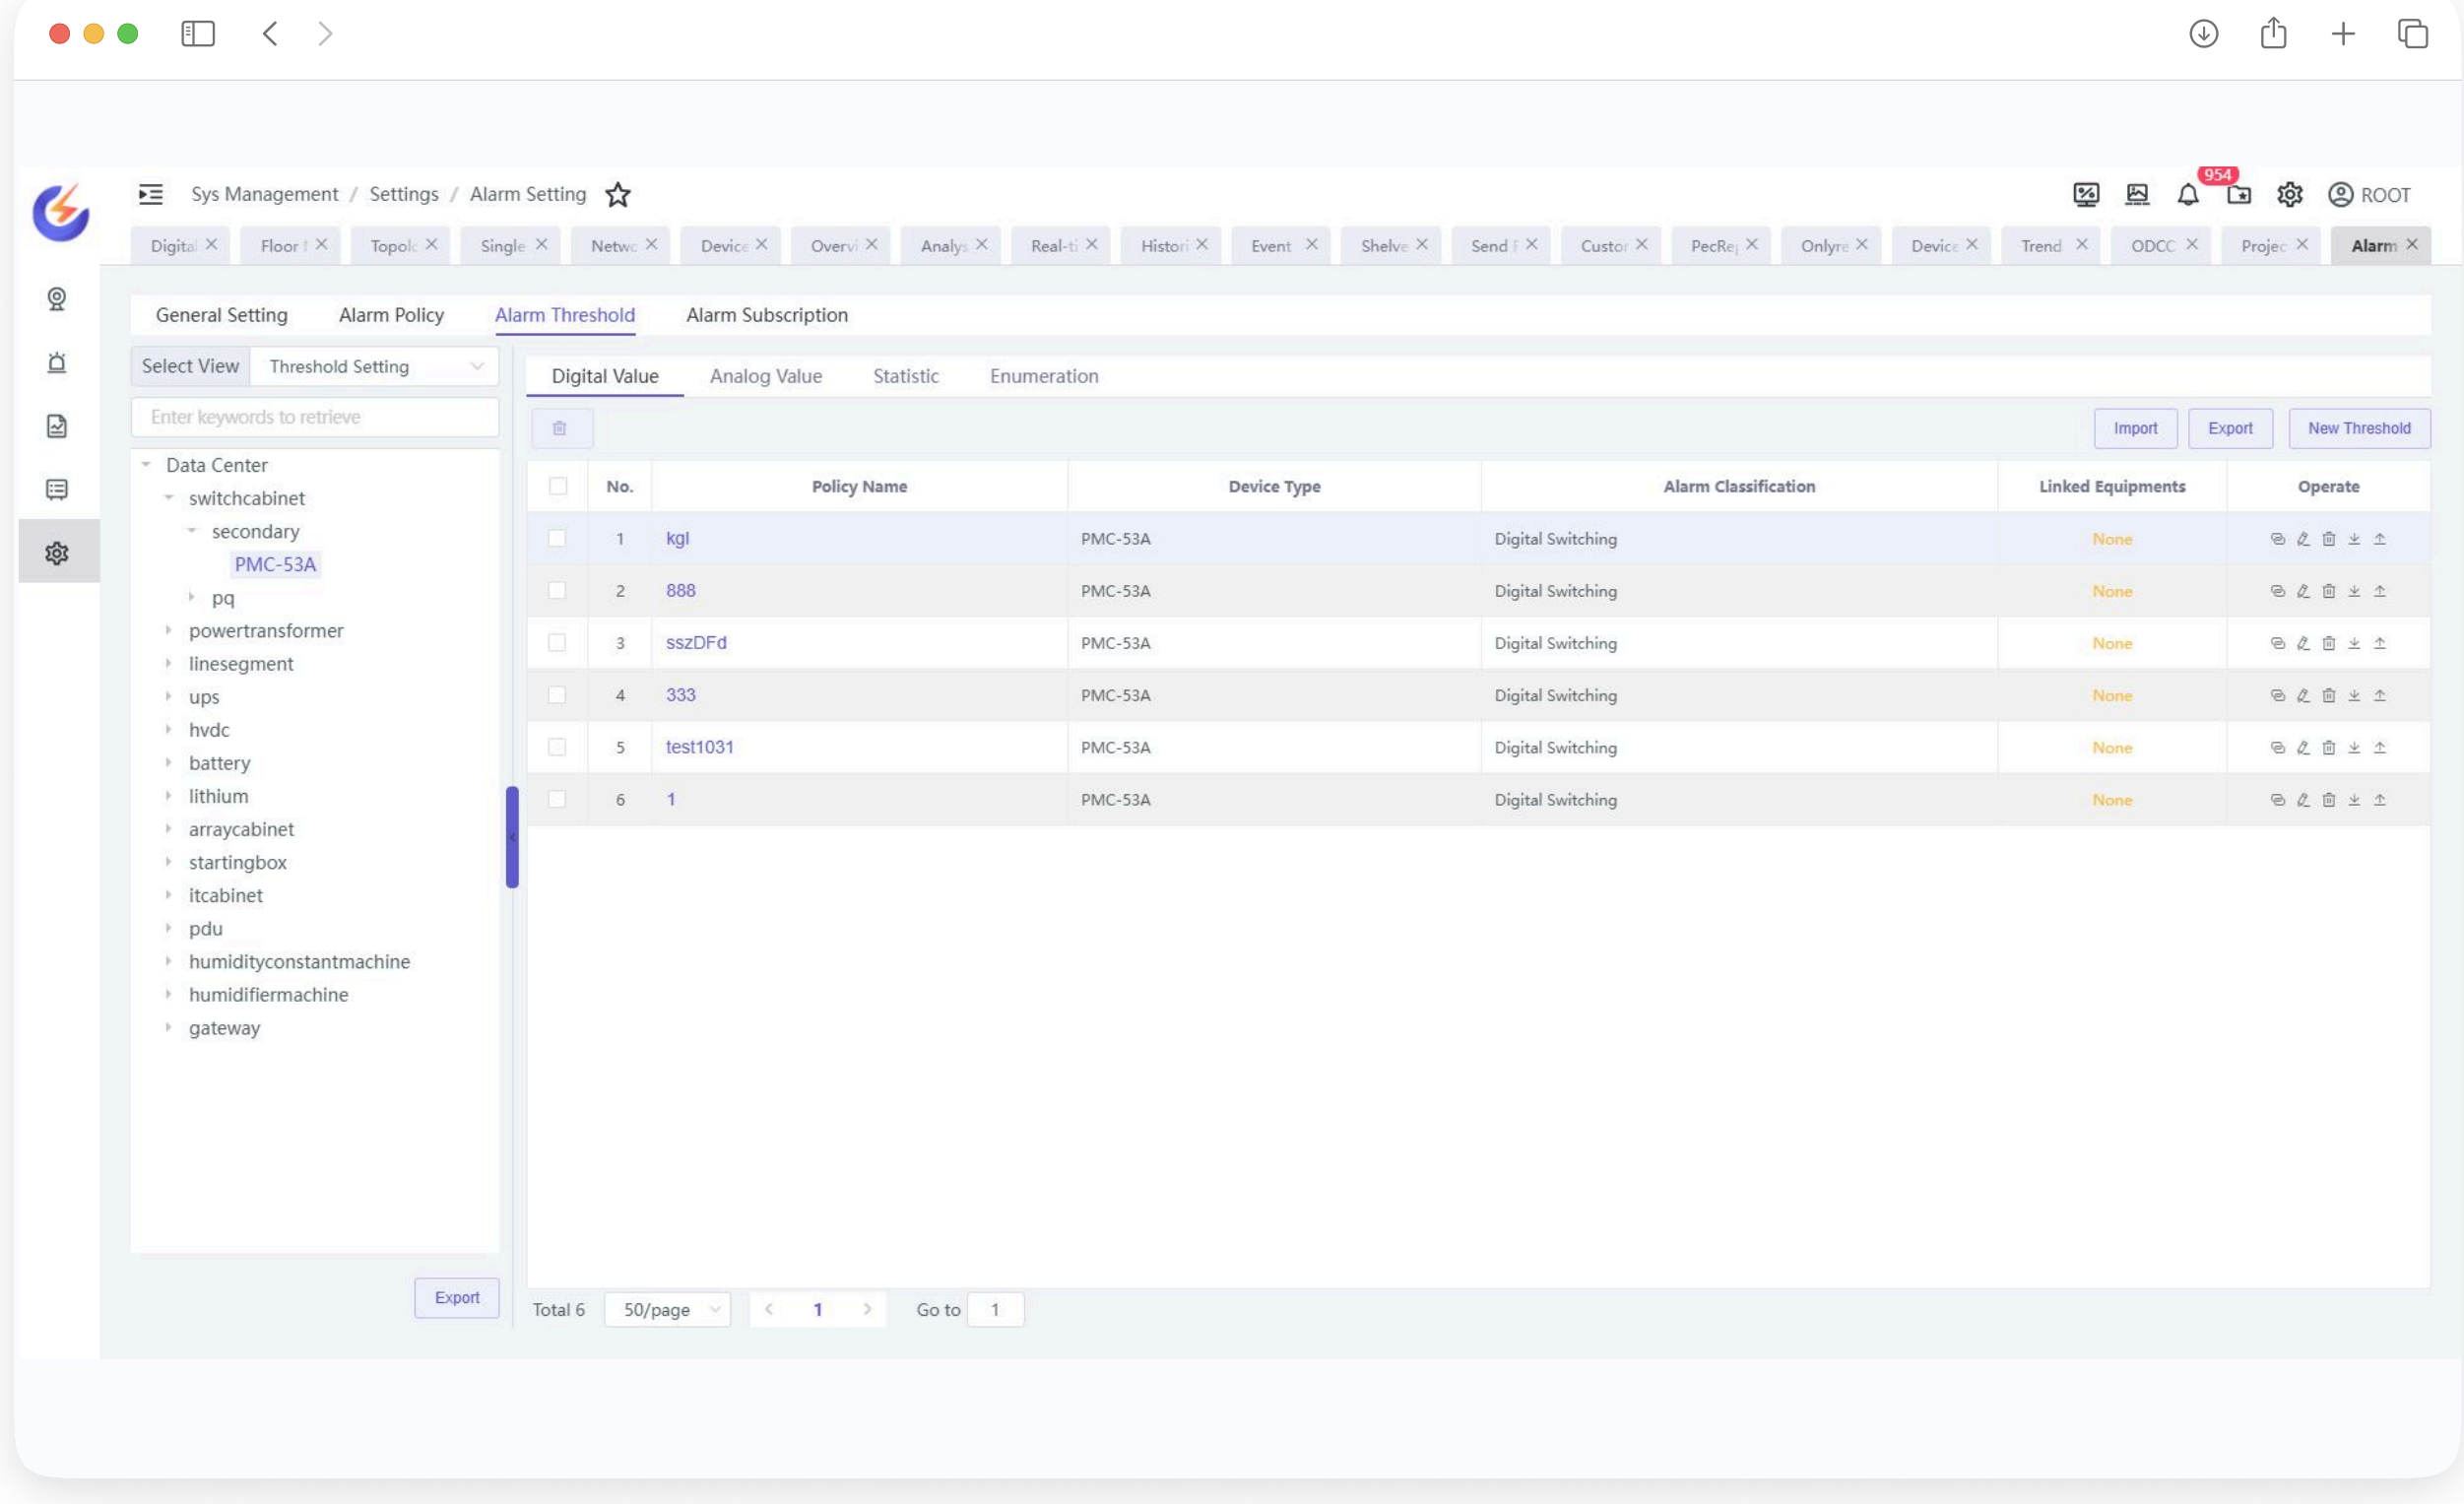 Sys Management / Settings / Alarm Setting
954
ROOT
Digital Floor Topolo Single Netwo Device Overvi Analys Real-ti Histori Event Shelve Send Custor PecRe Onlyre Device Trend ODCC Projec Alarm
General Setting Alarm Policy Alarm Threshold Alarm Subscription
Select View Threshold Setting
Enter keywords to retrieve
Data Center
switchcabinet
secondary
PMC-53A
pq
powertransformer
linesegment
ups
hvdc
battery
lithium
arraycabinet
startingbox
itcabinet
pdu
humidityconstantmachine
humidifiermachine
gateway
Export
Digital Value Analog Value Statistic Enumeration
Import Export New Threshold
No. Policy Name Device Type Alarm Classification Linked Equipments Operate
1 kgl PMC-53A Digital Switching None
2 888 PMC-53A Digital Switching None
3 sszDFd PMC-53A Digital Switching None
4 333 PMC-53A Digital Switching None
5 test1031 PMC-53A Digital Switching None
6 1 PMC-53A Digital Switching None
Total 6 50/page 1 Go to 1